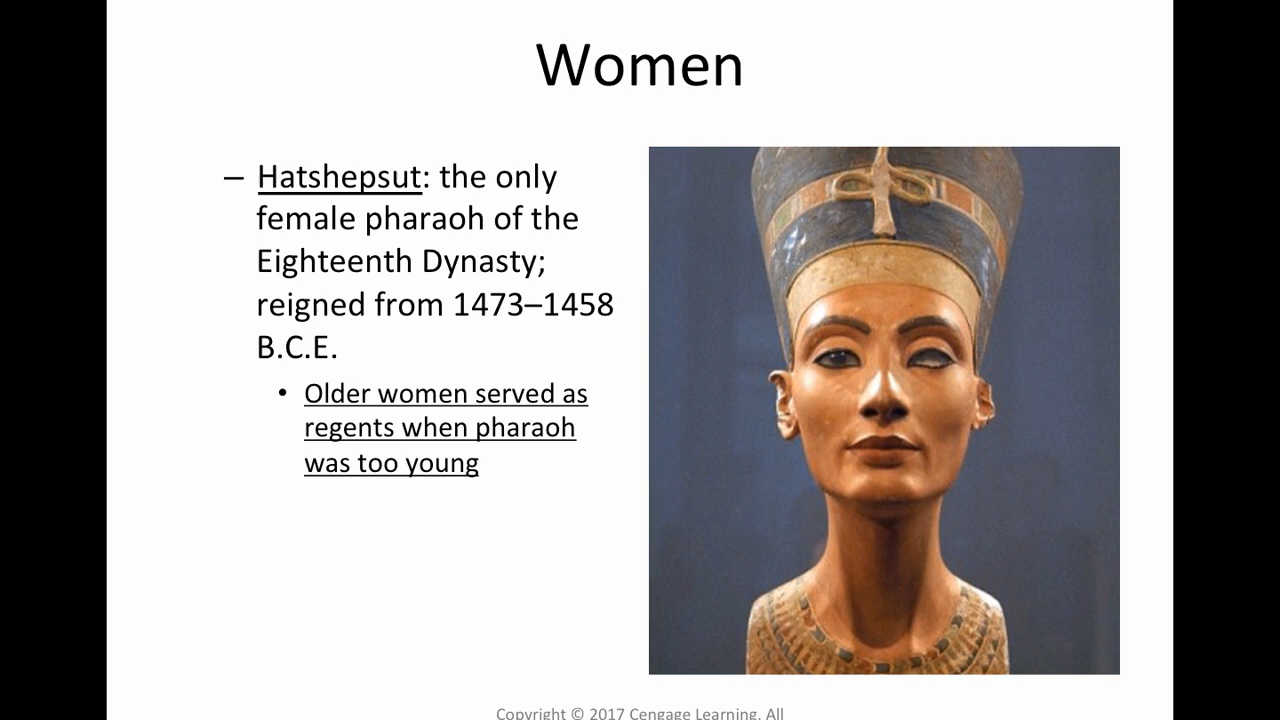 Women
– Hatshepsut: the only
female pharaoh of the
Eighteenth Dynasty;
reigned from 1473–1458
B.C.E.
• Older women served as
regents when pharaoh
was too young
Copyright © 2017 Cengage Learning. All